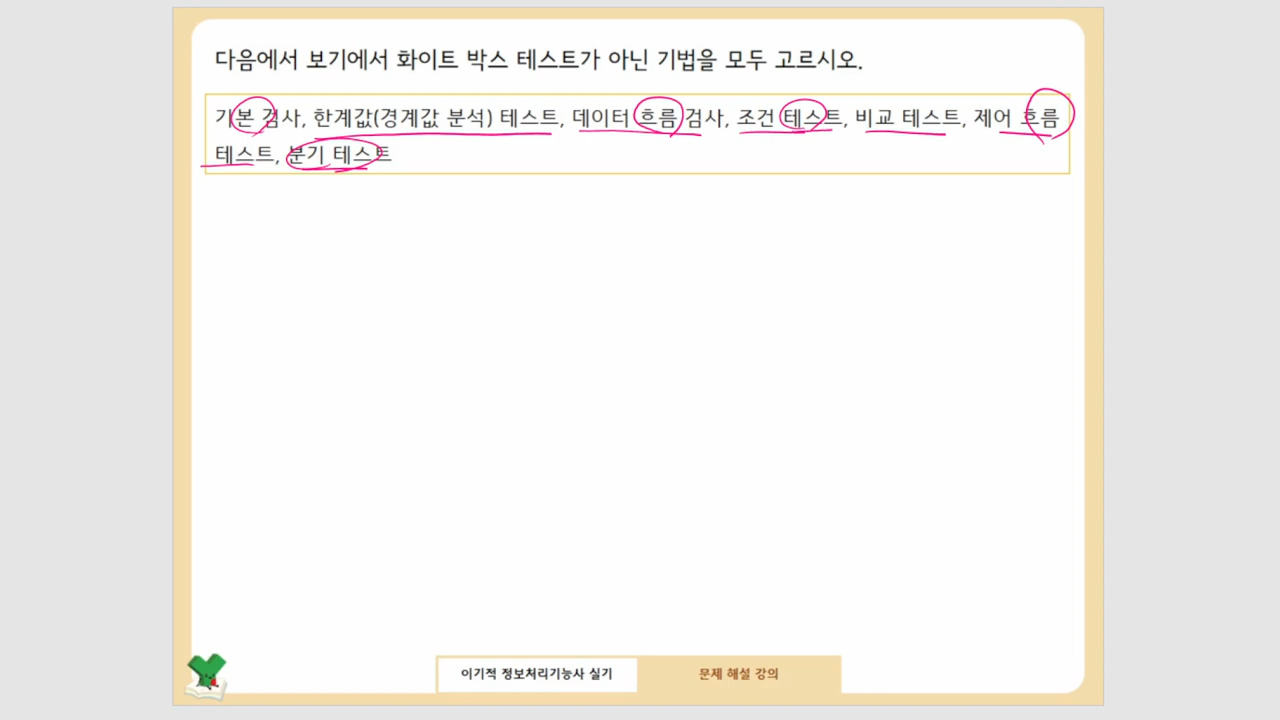 다음에서 보기에서 화이트 박스 테스트가 아닌 기법을 모두 고르시오.
기본 검사, 한계값(경계값 분석) 테스트, 데이터 흐름 검사, 조건 테스트, 비교 테스트, 제어 흐름
테스트, 분기 테스트
이기적 정보처리기능사 실기
문제 해설 강의